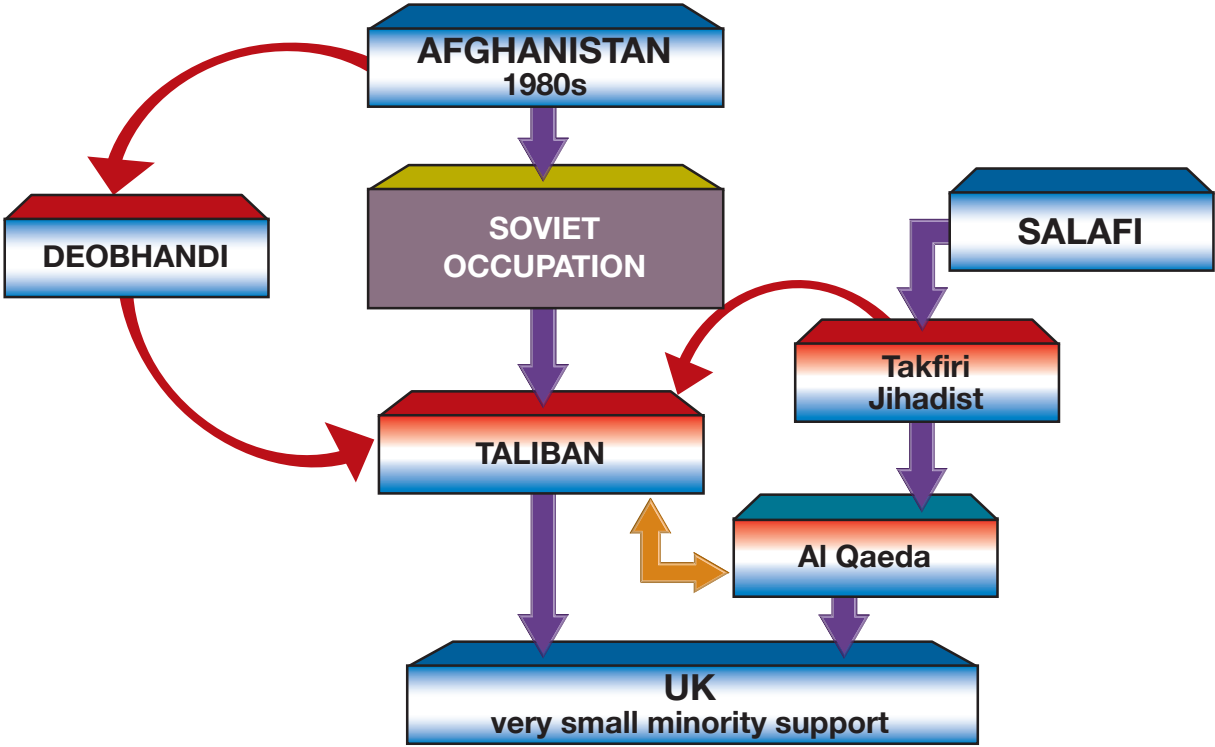 AFGHANISTAN
1980s
SOVIET
OCCUPATION
SALAFI
DEOBHANDI
Takfiri
Jihadist
TALIBAN
Al Qaeda
UK
very small minority support